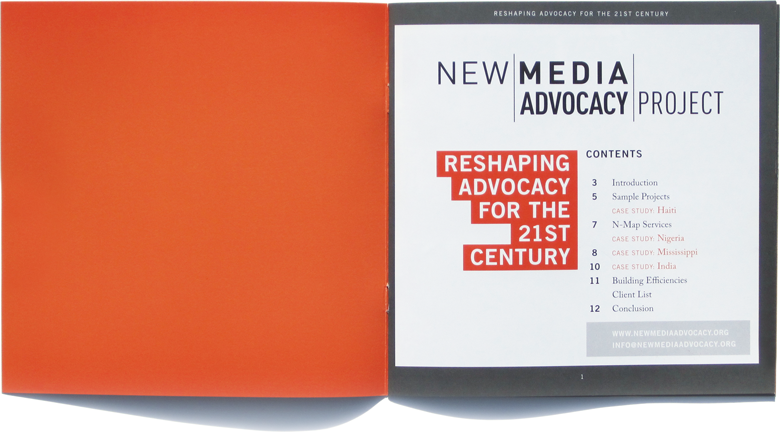 RESHAPING ADVOCACY FOR THE 21ST CENTURY
NEW MEDIA
ADVOCACY PROJECT
RESHAPING
ADVOCACY
FOR THE
21ST
CENTURY
CONTENTS
3 Introduction
5 Sample Projects
CASE STUDY: Haiti
7 N-Map Services
CASE STUDY: Nigeria
8 CASE STUDY: Mississippi
10 CASE STUDY: India
11 Building Efficiencies
Client List
12 Conclusion
WWW.NEWMEDIAADVOCACY.ORG
INFO@NEWMEDIAADVOCACY.ORG
1